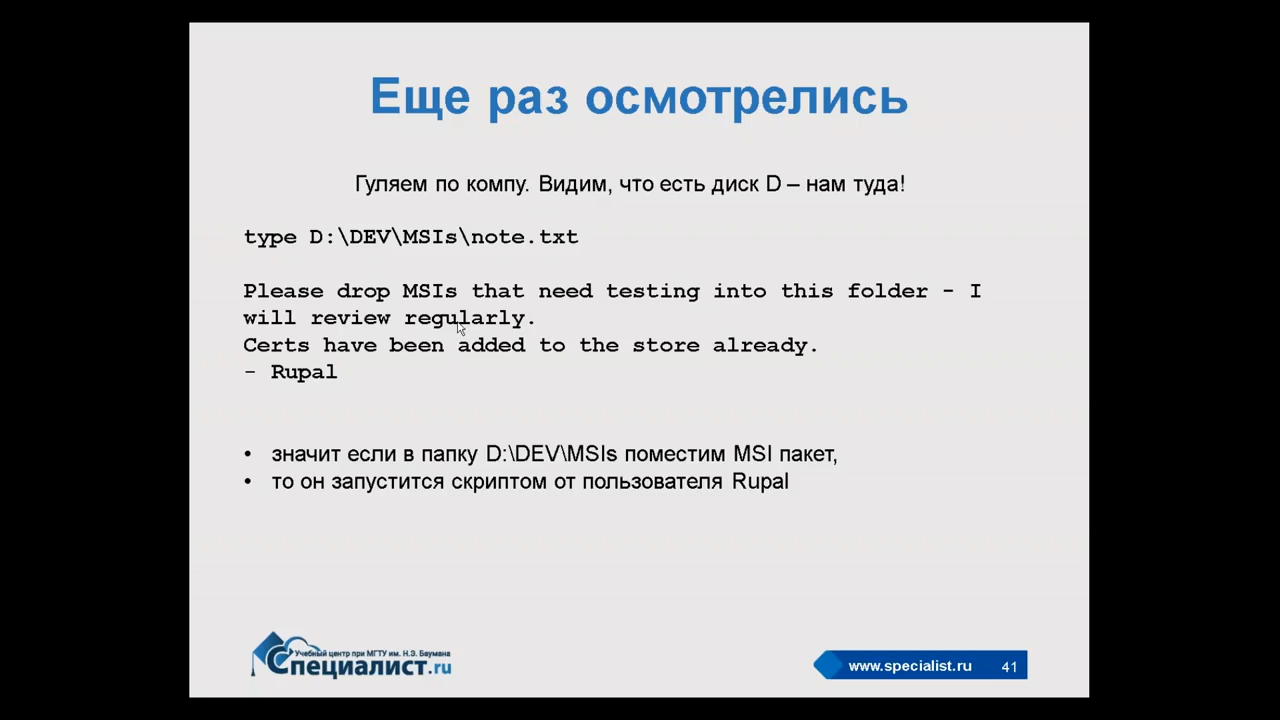 Еще раз осмотрелись
Гуляем по компу. Видим, что есть диск D – нам туда!
type D:\DEV\MSIs\note.txt
Please drop MSIs that need testing into this folder - I
will review regularly.
Certs have been added to the store already.
- Rupal
• значит если в папку D:\DEV\MSIs поместим MSI пакет,
• то он запустится скриптом от пользователя Rupal
Учебный центр при МГТУ им. Н.Э. Баумана
Специалист.ru
www.specialist.ru 41